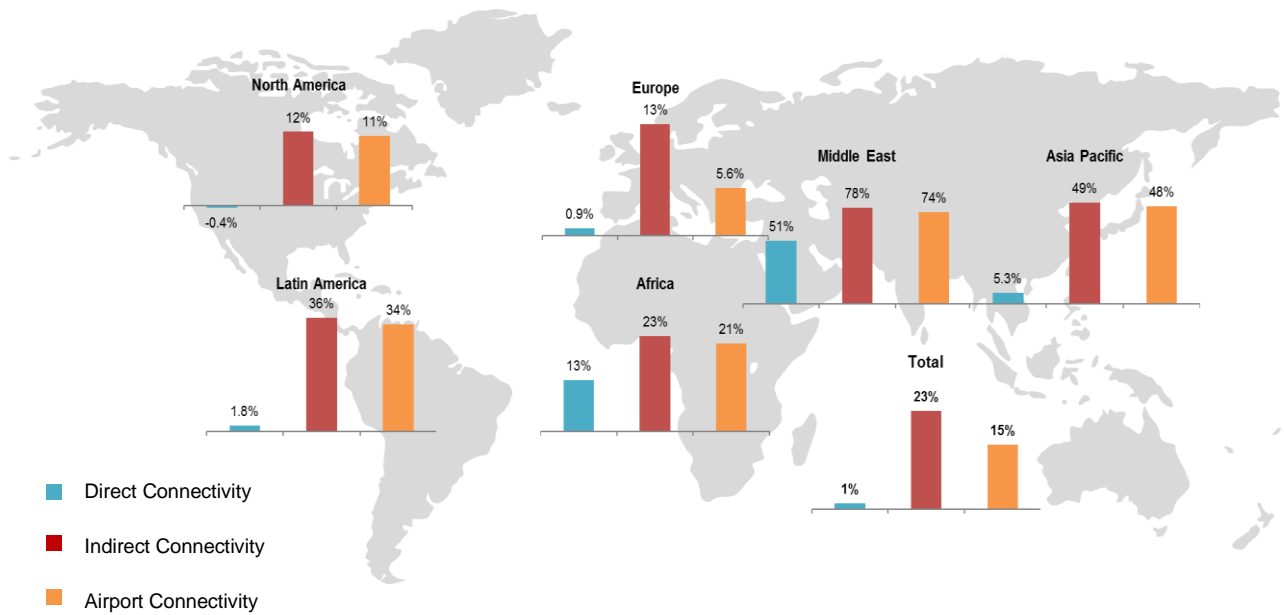 North America
12%
11%
-0.4%
Europe
13%
0.9%
5.6%
Middle East
51%
78%
74%
Asia Pacific
5.3%
49%
48%
Latin America
1.8%
36%
34%
Africa
13%
23%
21%
Total
1%
23%
15%
Direct Connectivity
Indirect Connectivity
Airport Connectivity